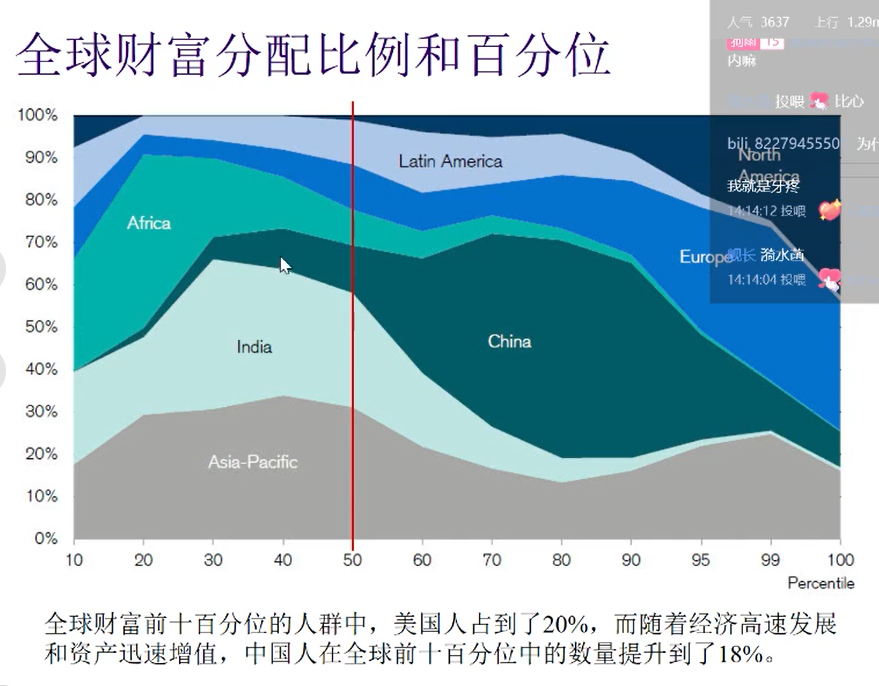 全球财富分配比例和百分位
人气 3637 上行 1.29m
15
内嘛
投喂 比心
bili_8227945550 为什
我就是牙疼
14:14:12 投喂
舰长 漪水菡
14:14:04 投喂
100%
90%
80%
70%
60%
50%
40%
30%
20%
10%
0%
North
America
Latin America
Africa
Europe
China
India
Asia-Pacific
10 20 30 40 50 60 70 80 90 95 99 100
Percentile
全球财富前十百分位的人群中，美国人占到了20%，而随着经济高速发展
和资产迅速增值，中国人在全球前十百分位中的数量提升到了18%。